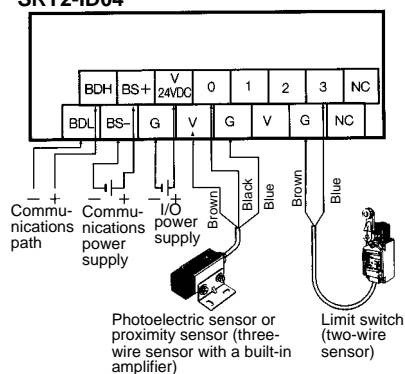 SRT2-ID04
BDH BS+ V 24VDC 0 1 2 3 NC
BDL BS– G V G V G NC
– + – + – +
Brown
Black
Blue
Brown
Blue
Commu-
nications
path
Commu-
nications
power
supply
I/O
power
supply
Photoelectric sensor or
proximity sensor (three-
wire sensor with a built-in
amplifier)
Limit switch
(two-wire
sensor)